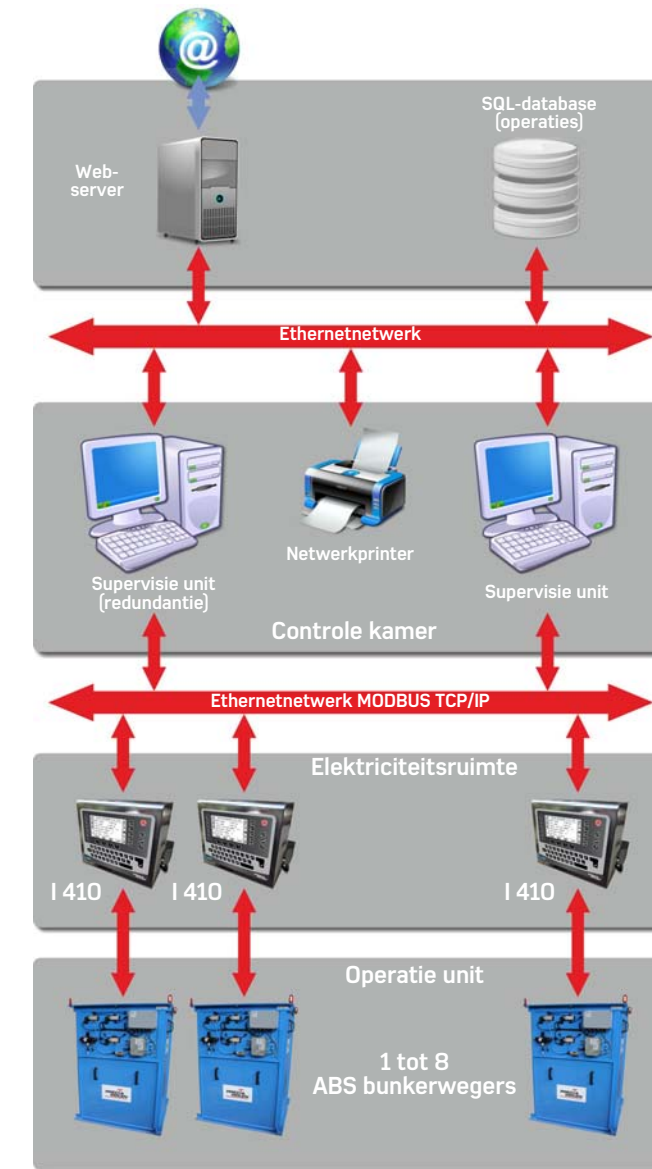 @
SQL-database
(operaties)
Web-
server
Ethernetnetwerk
Netwerkprinter
Supervisie unit
(redundantie)
Supervisie unit
Controle kamer
Ethernetnetwerk MODBUS TCP/IP
Elektriciteitsruimte
I 410
I 410
I 410
Operatie unit
1 tot 8
ABS bunkerwegers